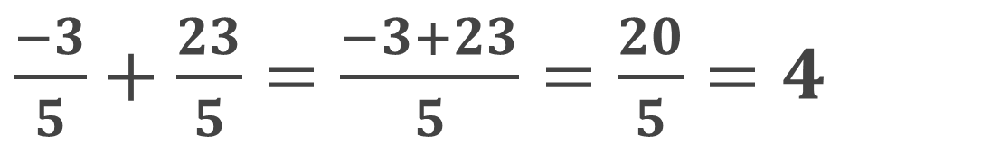 −3/5 + 23/5 = −3+23/5 = 20/5 = 4